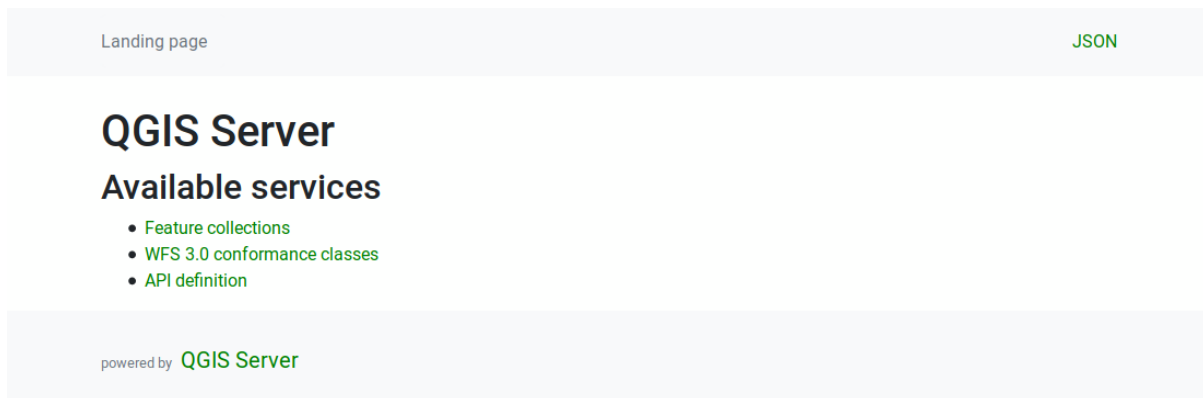 Landing page JSON
QGIS Server
Available services
Feature collections
WFS 3.0 conformance classes
API definition
powered by QGIS Server